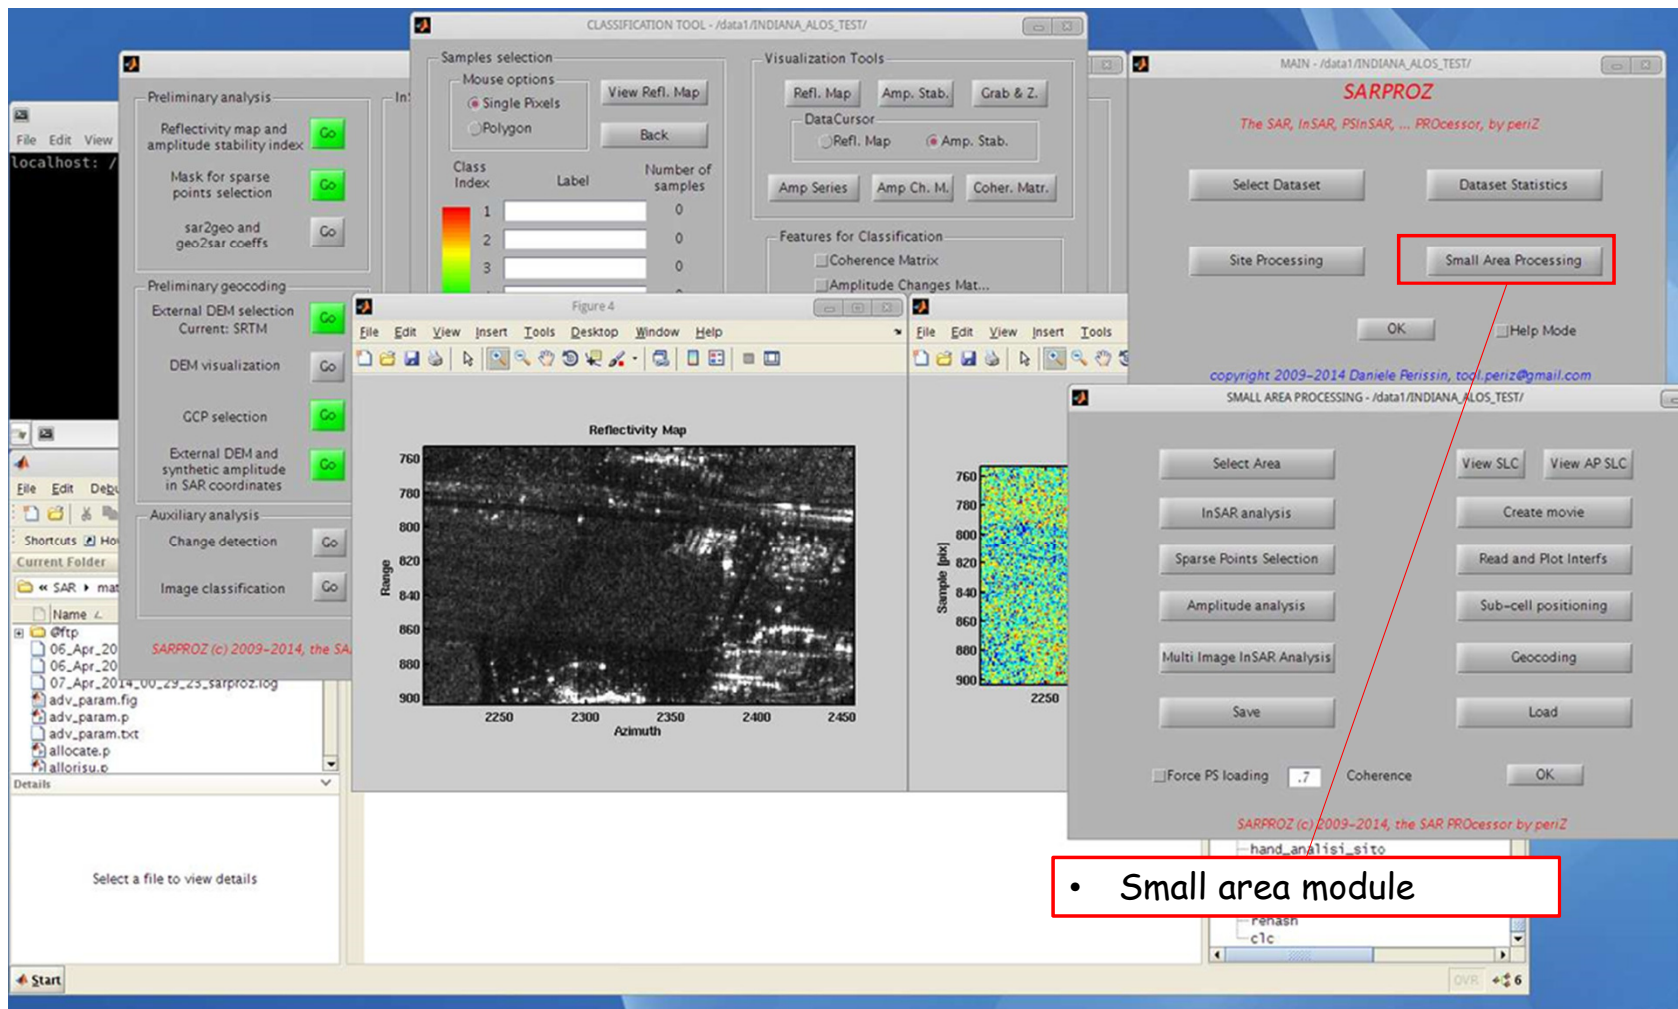 CLASSIFICATION TOOL - /data1/INDIANA_ALOS_TEST/
Samples selection
Mouse options
Single Pixels
Polygon
View Refl. Map
Back
Class Index
Label
Number of samples
1
0
2
0
3
0
Visualization Tools
Refl. Map
Amp. Stab.
Grab & Z.
DataCursor
Refl. Map
Amp. Stab.
Amp Series
Amp Ch. M.
Coher. Matr.
Features for Classification
Coherence Matrix
Amplitude Changes Mat...
MAIN - /data1/INDIANA_ALOS_TEST/
SARPROZ
The SAR, InSAR, PSInSAR, ... PROcessor, by periZ
Select Dataset
Dataset Statistics
Site Processing
Small Area Processing
OK
Help Mode
copyright 2009-2014 Daniele Perissin, tool.periz@gmail.com
File Edit View
localhost: /
Preliminary analysis
Reflectivity map and
amplitude stability index
Go
Mask for sparse
points selection
Go
sar2geo and
geo2sar coeffs
Go
Preliminary geocoding
External DEM selection
Current: SRTM
Go
DEM visualization
Go
GCP selection
Go
External DEM and
synthetic amplitude
in SAR coordinates
Go
Auxiliary analysis
Change detection
Go
Image classification
Go
SARPROZ (c) 2009-2014, the SA
Figure 4
File Edit View Insert Tools Desktop Window Help
Reflectivity Map
Range
760
780
800
820
840
860
880
900
2250 2300 2350 2400 2450
Azimuth
File Edit View Insert Tools
Sample [pix]
760
780
800
820
840
860
880
900
2250
SMALL AREA PROCESSING - /data1/INDIANA_ALOS_TEST/
Select Area
View SLC
View AP SLC
InSAR analysis
Create movie
Sparse Points Selection
Read and Plot Interfs
Amplitude analysis
Sub-cell positioning
Multi Image InSAR Analysis
Geocoding
Save
Load
Force PS loading
.7
Coherence
OK
SARPROZ (c) 2009-2014, the SAR PROcessor by periZ
File Edit Debu
Shortcuts
Current Folder
« SAR ▸ mat
Name
@ftp
06_Apr_20
06_Apr_20
07_Apr_2014_00_29_23_sarproz.log
adv_param.fig
adv_param.p
adv_param.txt
allocate.p
allorisu.p
Details
Select a file to view details
hand_analisi_sito
• Small area module
rehash
clc
Start
OVR
6